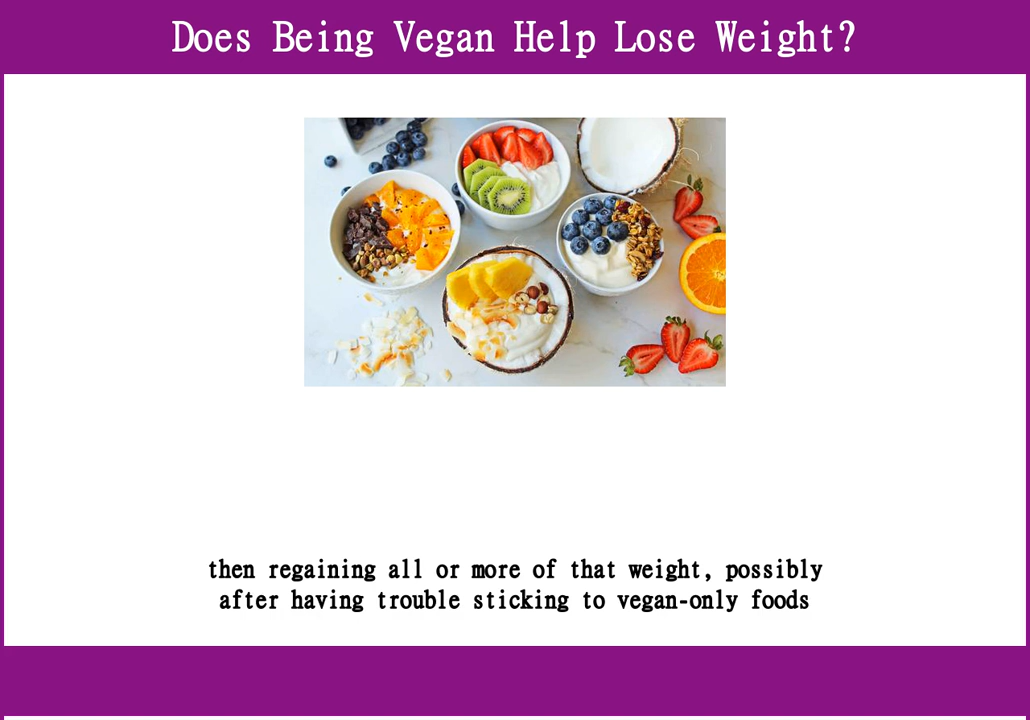 Does Being Vegan Help Lose Weight?
then regaining all or more of that weight, possibly
after having trouble sticking to vegan-only foods